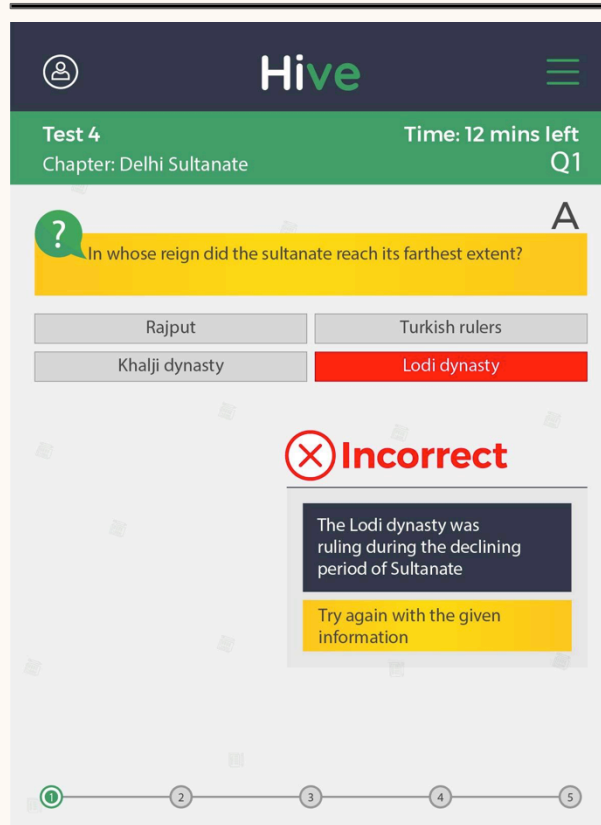 Hive
Test 4
Time: 12 mins left
Chapter: Delhi Sultanate
Q1
A
?
In whose reign did the sultanate reach its farthest extent?
Rajput
Turkish rulers
Khalji dynasty
Lodi dynasty
Incorrect
The Lodi dynasty was
ruling during the declining
period of Sultanate
Try again with the given
information
1 2 3 4 5